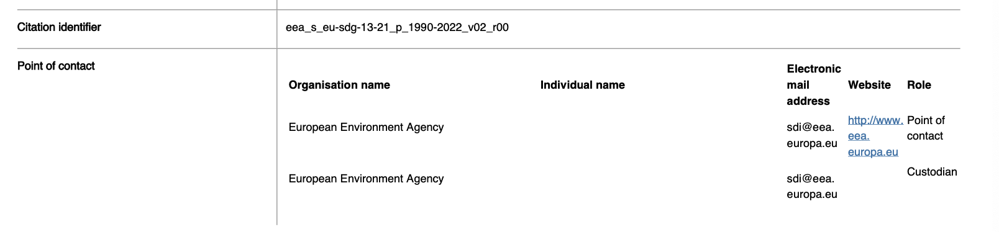 Citation identifier
eea_s_eu-sdg-13-21_p_1990-2022_v02_r00
Point of contact
Organisation name
Individual name
Electronic
mail
address
Website
Role
European Environment Agency
sdi@eea.
europa.eu
http://www.
eea.
europa.eu
Point of
contact
European Environment Agency
sdi@eea.
europa.eu
Custodian